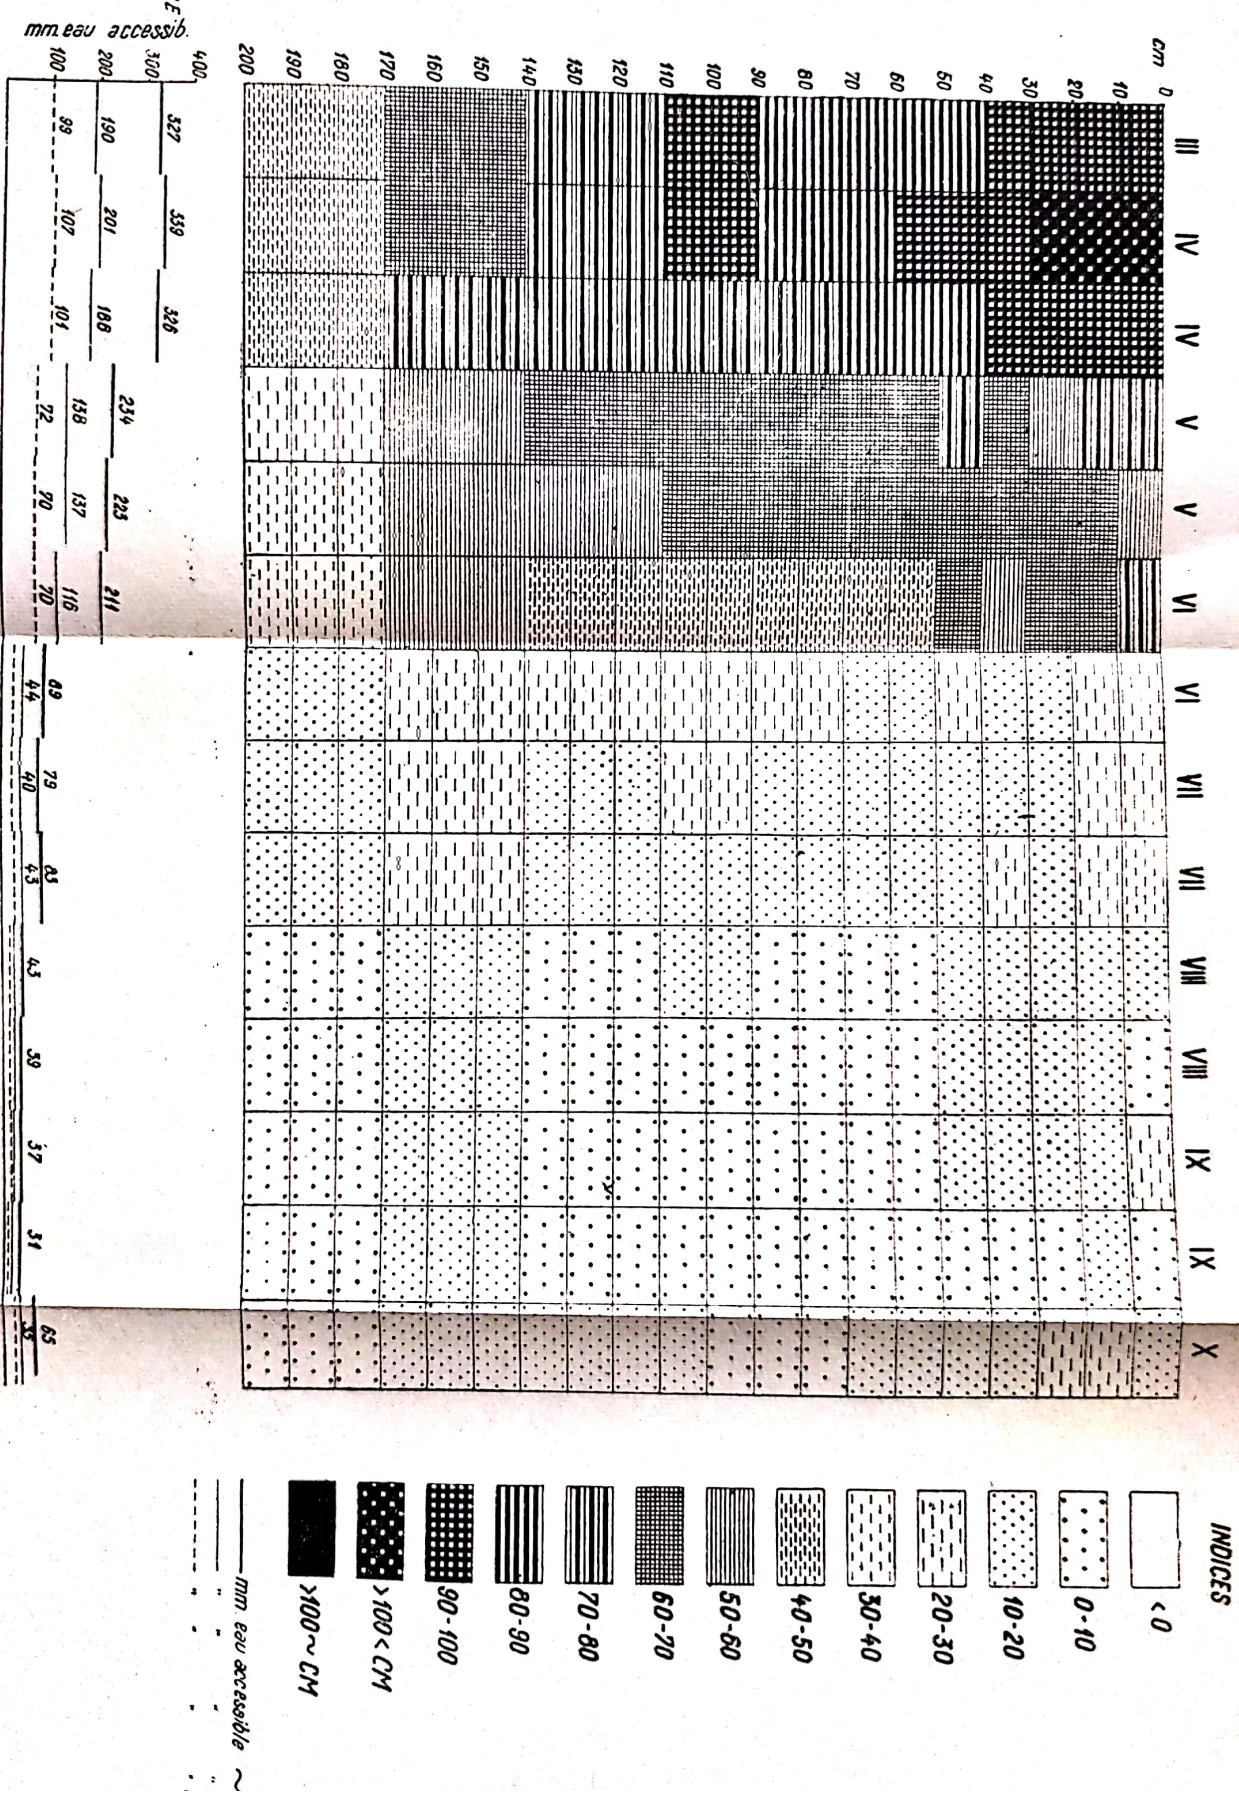 E
mm eau accessib.
100 200 300 400
cm
0 10 20 30 40 50 60 70 80 90 100 110 120 130 140 150 160 170 180 190 200
III IV IV V V VI VI VII VII VIII VIII IX IX X
327 339 326 234 223 211 89 79 83 63
190 201 188 158 137 116 44 40 43 43 39 37 31 35
99 107 101 72 70 70
INDICES
< 0
0-10
10-20
20-30
30-40
40-50
50-60
60-70
70-80
80-90
90-100
>100< CM
>100~ CM
mm. eau accessible ~
" "
" "